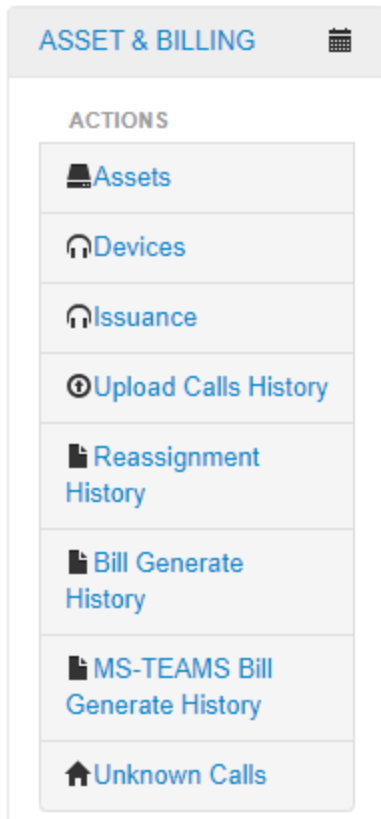 ASSET & BILLING
ACTIONS
Assets
Devices
Issuance
Upload Calls History
Reassignment
History
Bill Generate
History
MS-TEAMS Bill
Generate History
Unknown Calls